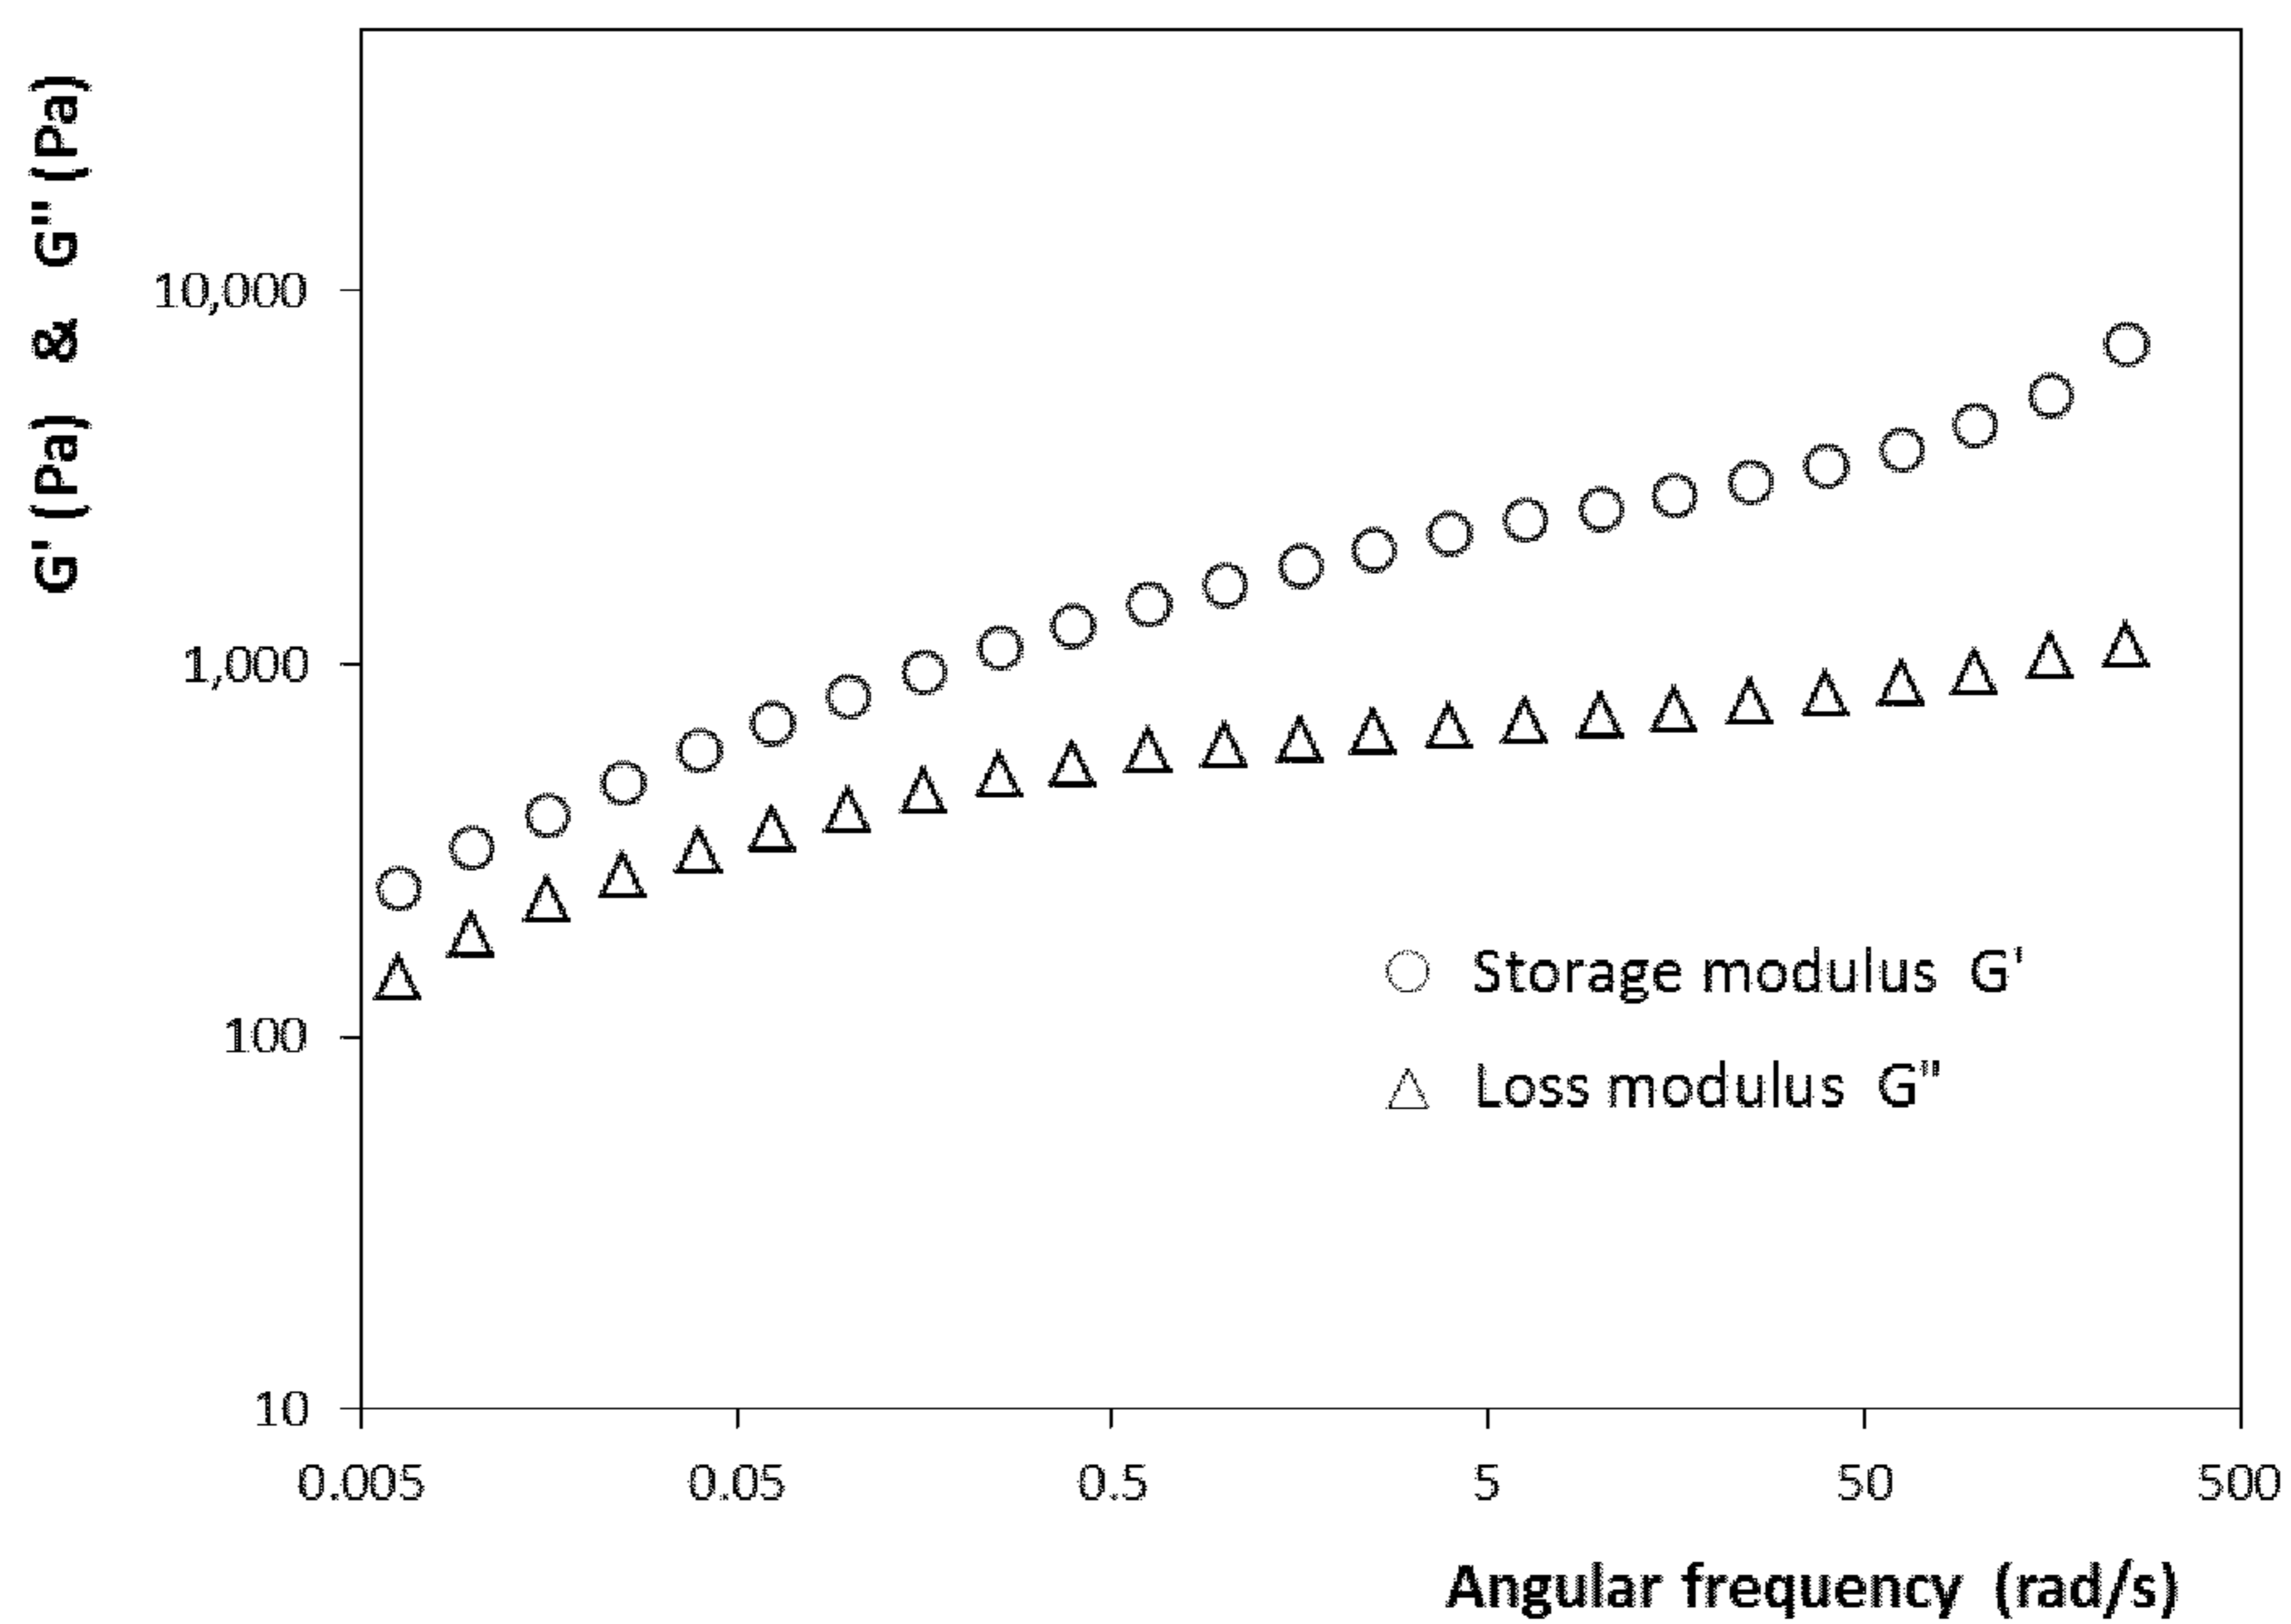 G' (Pa) & G" (Pa)
10,000
1,000
100
10
Storage modulus G'
Loss modulus G"
0.005 0.05 0.5 5 50 500
Angular frequency (rad/s)